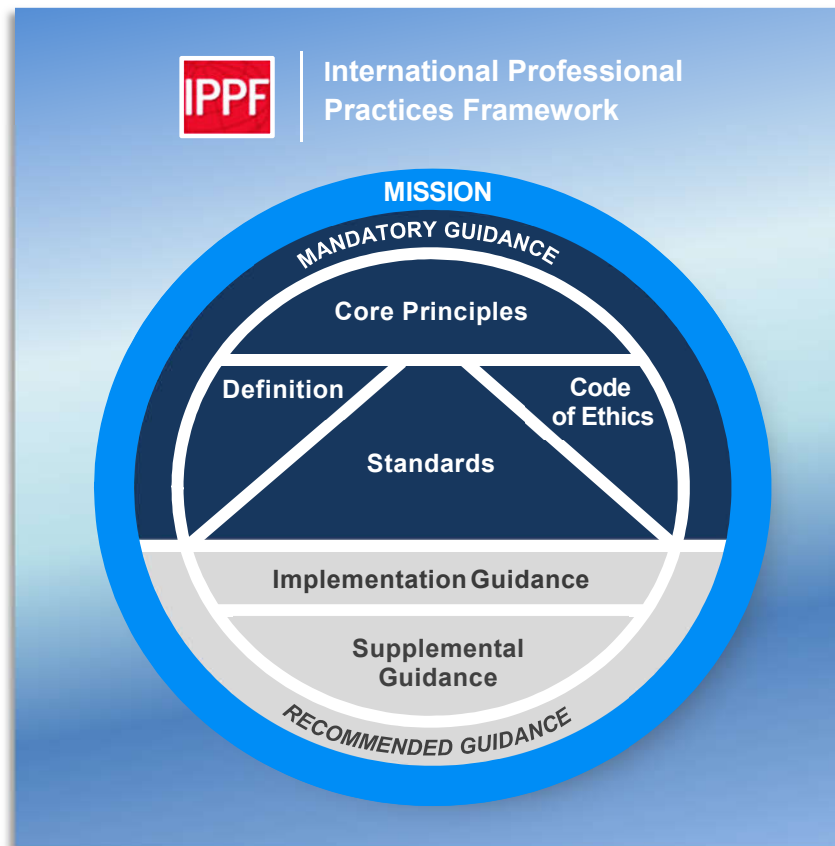 IPPF
International Professional
Practices Framework
MISSION
MANDATORY GUIDANCE
Core Principles
Definition
Code
of Ethics
Standards
Implementation Guidance
Supplemental
Guidance
RECOMMENDED GUIDANCE